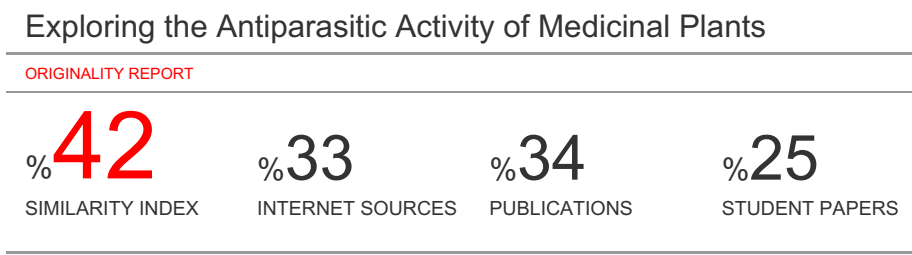 Exploring the Antiparasitic Activity of Medicinal Plants
ORIGINALITY REPORT
%42 %33 %34 %25
SIMILARITY INDEX INTERNET SOURCES PUBLICATIONS STUDENT PAPERS